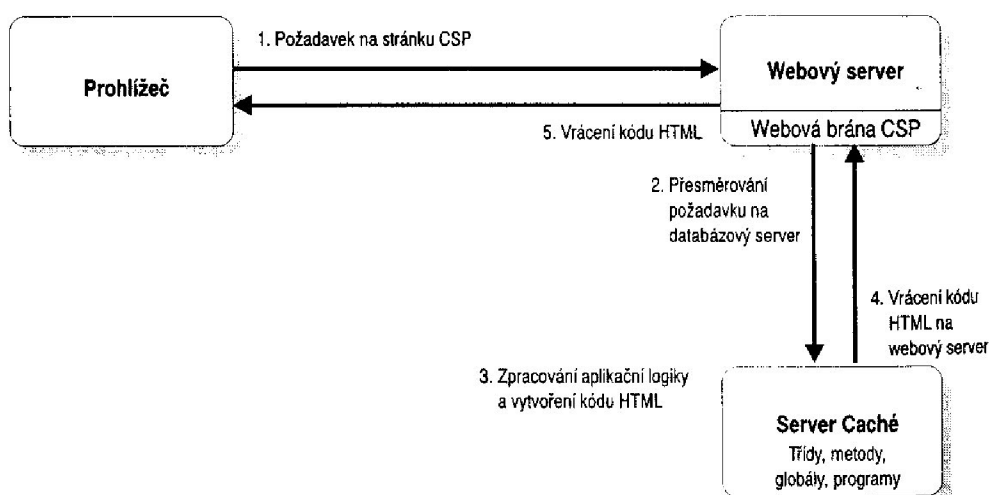 1. Požadavek na stránku CSP
Prohlížeč
Webový server
5. Vrácení kódu HTML
Webová brána CSP
2. Přesměrování
požadavku na
databázový server
4. Vrácení kódu
HTML na
webový server
3. Zpracování aplikační logiky
a vytvoření kódu HTML
Server Caché
Třídy, metody,
globály, programy